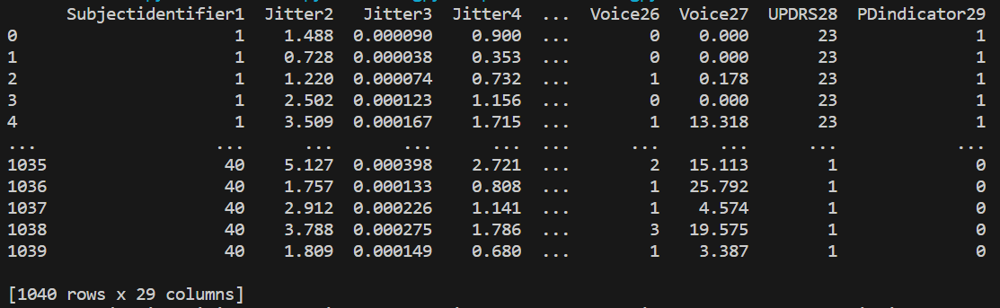 Subjectidentifier1 Jitter2 Jitter3 Jitter4 ... Voice26 Voice27 UPDRS28 PDindicator29
0 1 1.488 0.000090 0.900 ... 0 0.000 23 1
1 1 0.728 0.000038 0.353 ... 0 0.000 23 1
2 1 1.220 0.000074 0.732 ... 1 0.178 23 1
3 1 2.502 0.000123 1.156 ... 0 0.000 23 1
4 1 3.509 0.000167 1.715 ... 1 13.318 23 1
... ... ... ... ... ... ... ... ... ...
1035 40 5.127 0.000398 2.721 ... 2 15.113 1 0
1036 40 1.757 0.000133 0.808 ... 1 25.792 1 0
1037 40 2.912 0.000226 1.141 ... 1 4.574 1 0
1038 40 3.788 0.000275 1.786 ... 3 19.575 1 0
1039 40 1.809 0.000149 0.680 ... 1 3.387 1 0
[1040 rows x 29 columns]